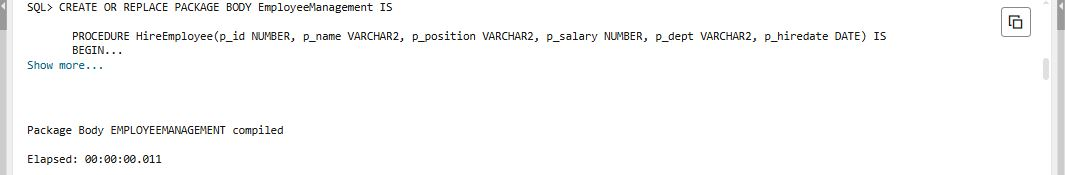 SQL> CREATE OR REPLACE PACKAGE BODY EmployeeManagement IS
PROCEDURE HireEmployee(p_id NUMBER, p_name VARCHAR2, p_position VARCHAR2, p_salary NUMBER, p_dept VARCHAR2, p_hiredate DATE) IS
BEGIN...
Show more...
Package Body EMPLOYEEMANAGEMENT compiled
Elapsed: 00:00:00.011